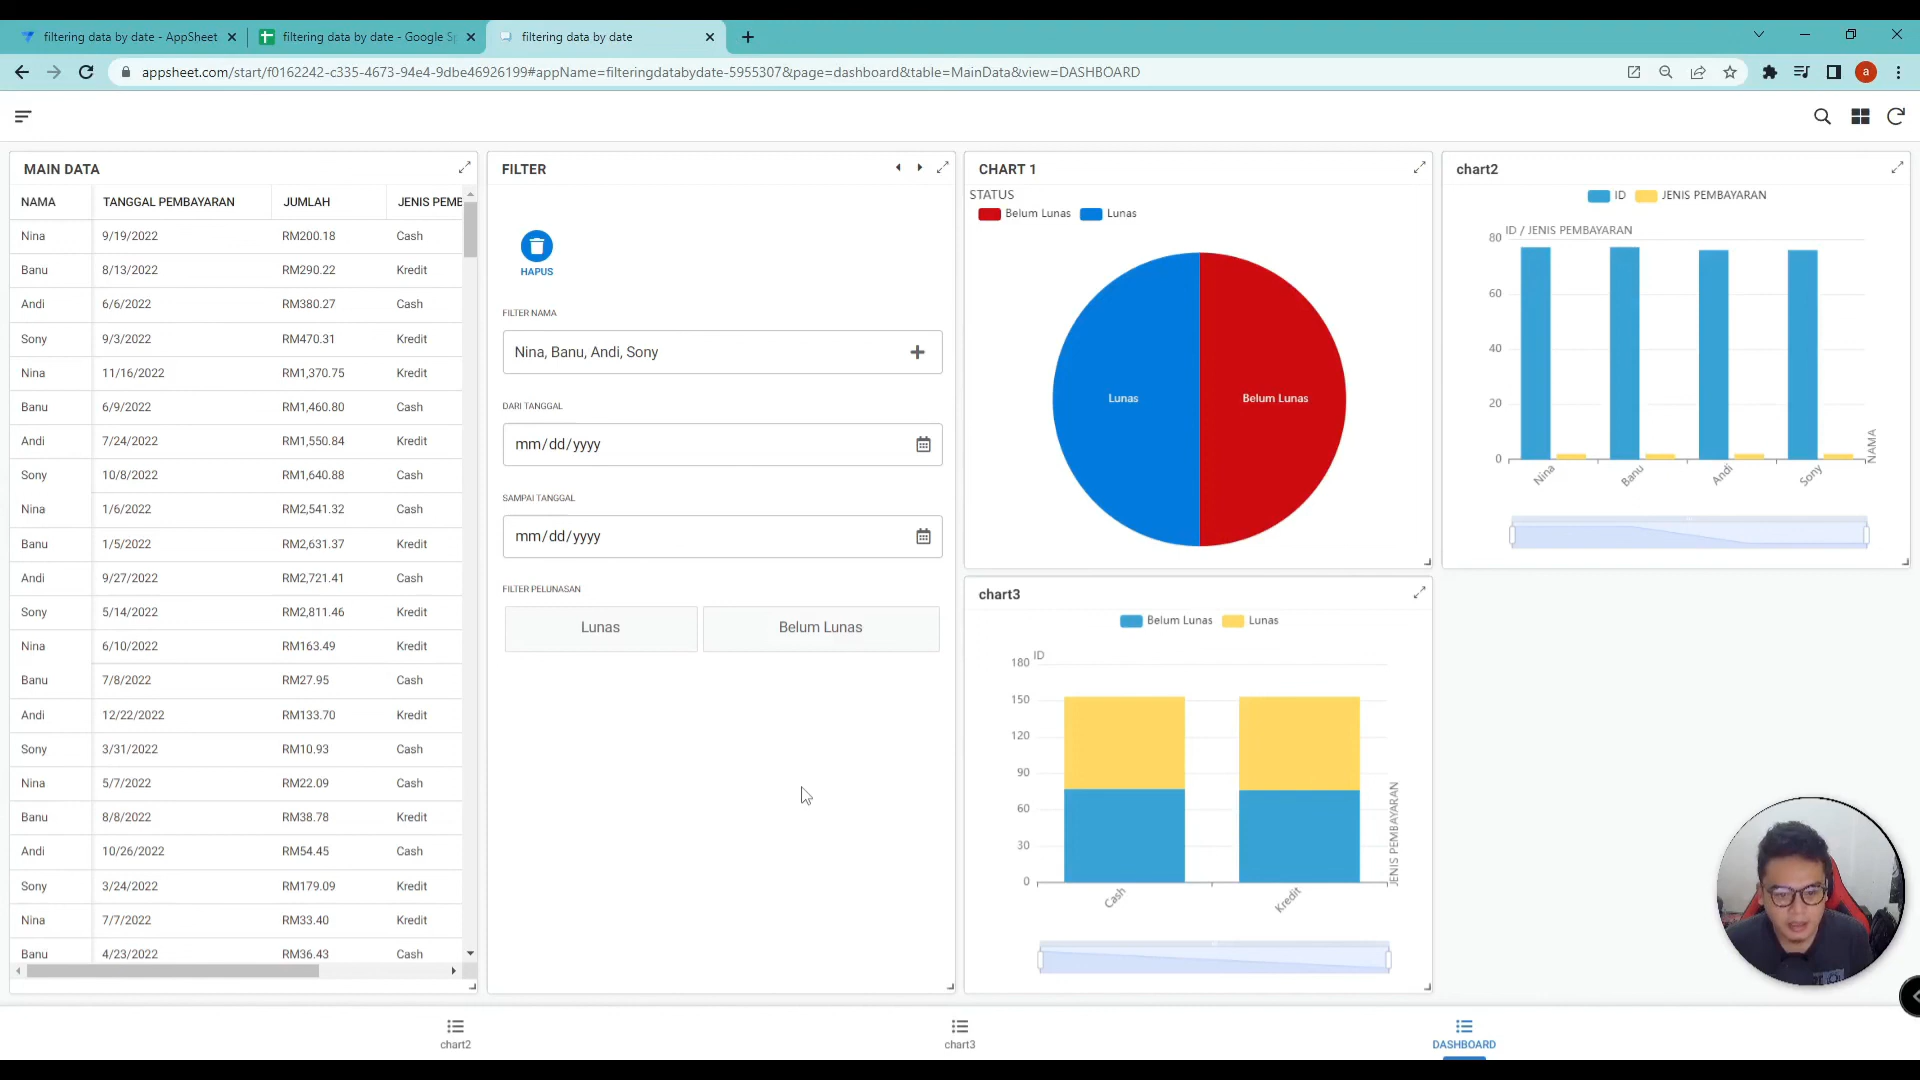 filtering data by date - AppSheet
filtering data by date - Google Sp
filtering data by date
appsheet.com/start/f0162242-c335-4673-94e4-9dbe46926199#appName=filteringdatabydate-5955307&page=dashboard&table=MainData&view=DASHBOARD
a
MAIN DATA
NAMA TANGGAL PEMBAYARAN JUMLAH JENIS PEME
Nina 9/19/2022 RM200.18 Cash
Banu 8/13/2022 RM290.22 Kredit
Andi 6/6/2022 RM380.27 Cash
Sony 9/3/2022 RM470.31 Kredit
Nina 11/16/2022 RM1,370.75 Kredit
Banu 6/9/2022 RM1,460.80 Cash
Andi 7/24/2022 RM1,550.84 Kredit
Sony 10/8/2022 RM1,640.88 Cash
Nina 1/6/2022 RM2,541.32 Cash
Banu 1/5/2022 RM2,631.37 Kredit
Andi 9/27/2022 RM2,721.41 Cash
Sony 5/14/2022 RM2,811.46 Kredit
Nina 6/10/2022 RM163.49 Kredit
Banu 7/8/2022 RM27.95 Cash
Andi 12/22/2022 RM133.70 Kredit
Sony 3/31/2022 RM10.93 Cash
Nina 5/7/2022 RM22.09 Cash
Banu 8/8/2022 RM38.78 Kredit
Andi 10/26/2022 RM54.45 Cash
Sony 3/24/2022 RM179.09 Kredit
Nina 7/7/2022 RM33.40 Kredit
Banu 4/23/2022 RM36.43 Cash
FILTER
HAPUS
FILTER NAMA
Nina, Banu, Andi, Sony
DARI TANGGAL
mm/dd/yyyy
SAMPAI TANGGAL
mm/dd/yyyy
FILTER PELUNASAN
Lunas Belum Lunas
CHART 1
STATUS
Belum Lunas Lunas
Lunas Belum Lunas
chart2
ID JENIS PEMBAYARAN
ID / JENIS PEMBAYARAN
80
60
40
20
0
NAMA
Nina Banu Andi Sony
chart3
Belum Lunas Lunas
ID
180
150
120
90
60
30
0
JENIS PEMBAYARAN
Cash Kredit
chart2 chart3 DASHBOARD